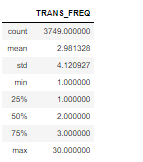 TRANS_FREQ
count 3749.000000
mean 2.981328
std 4.120927
min 1.000000
25% 1.000000
50% 2.000000
75% 3.000000
max 30.000000